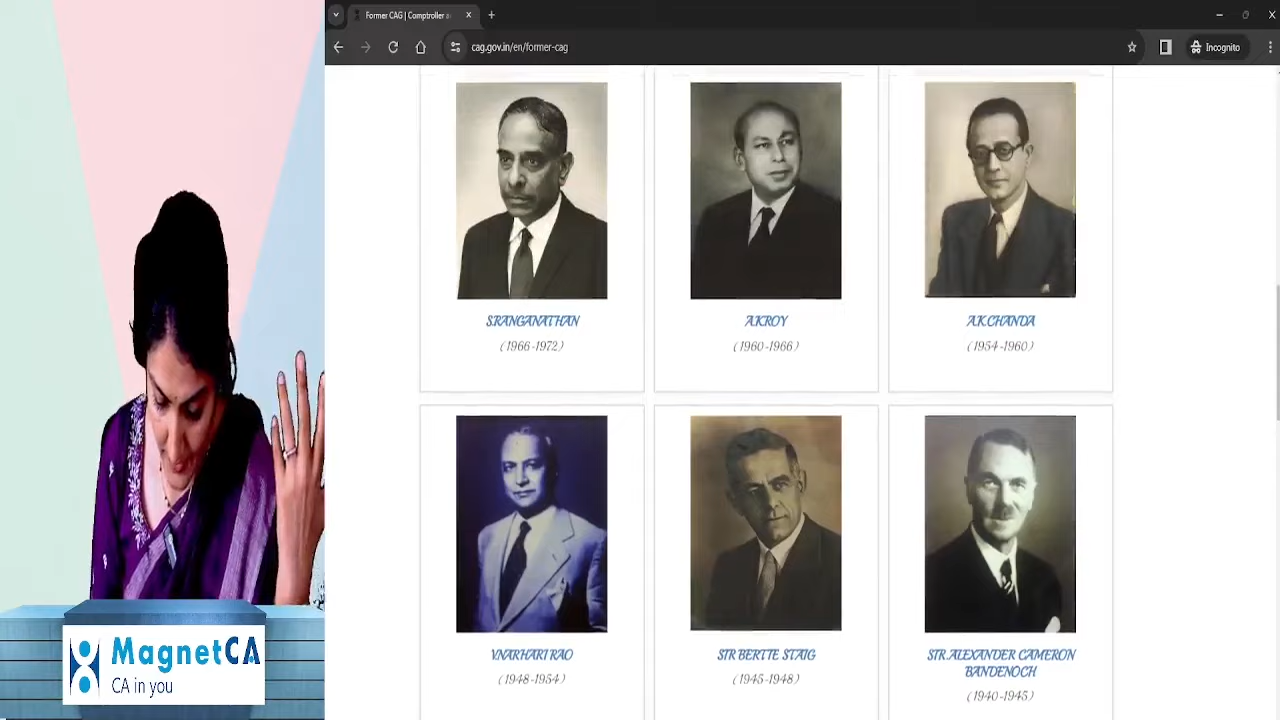 Former CAG | Comptroller a
cag.gov.in/en/former-cag
Incognito
S.RANGANATHAN
A.K.ROY
A.K.CHANDA
( 1966 -1972 )
( 1960 -1966 )
( 1954 -1960 )
V.NARHARI RAO
SIR BERTIE STAIG
SIR.ALEXANDER CAMERON
BANDENOCH
( 1948 -1954 )
( 1945 -1948 )
( 1940 -1945 )
MagnetCA
CA in you